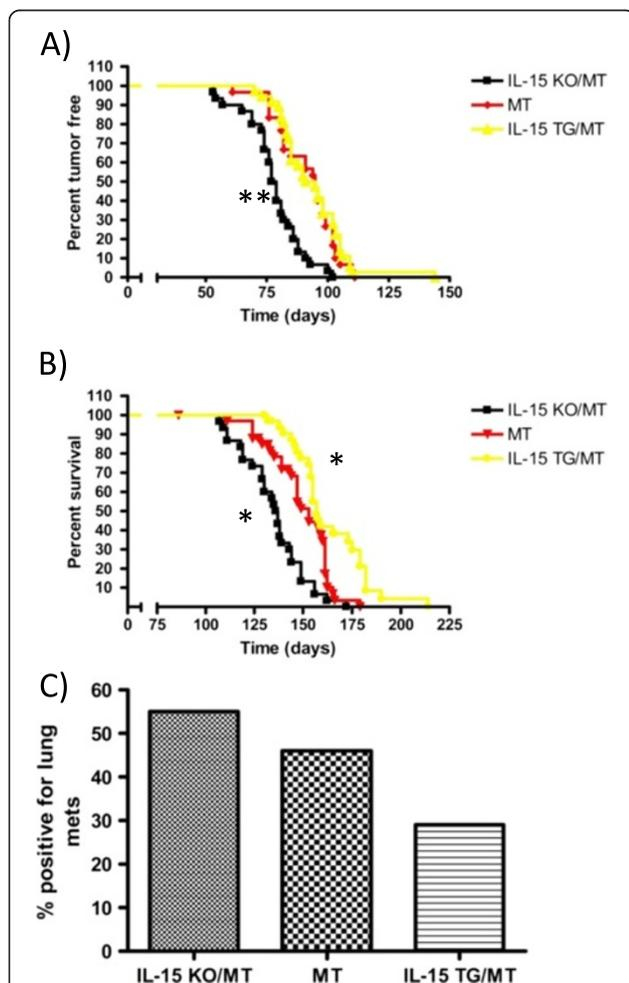 A)
110
100
90
80
70
60
50
40
30
20
10
0
Percent tumor free
0 50 75 100 125 150
Time (days)
IL-15 KO/MT
MT
IL-15 TG/MT
**
B)
110
100
90
80
70
60
50
40
30
20
10
Percent survival
0 75 100 125 150 175 200 225
Time (days)
IL-15 KO/MT
MT
IL-15 TG/MT
*
*
C)
60
50
40
30
20
10
0
% positive for lung
mets
IL-15 KO/MT MT IL-15 TG/MT